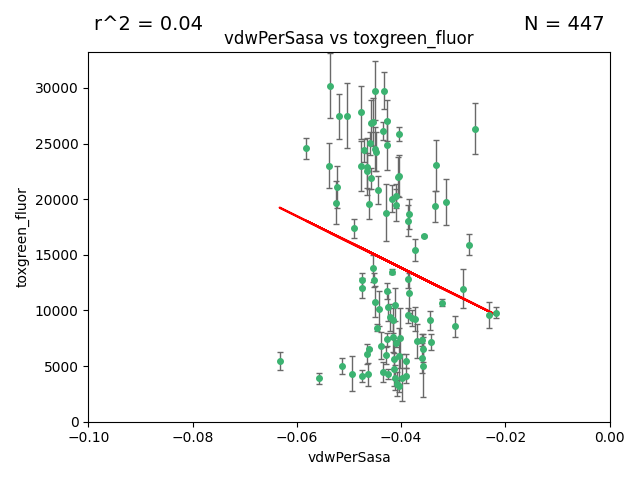 r^2 = 0.04
N = 447
vdwPerSasa vs toxgreen_fluor
30000
25000
20000
15000
10000
5000
0
toxgreen_fluor
−0.10
−0.08
−0.06
−0.04
−0.02
0.00
vdwPerSasa